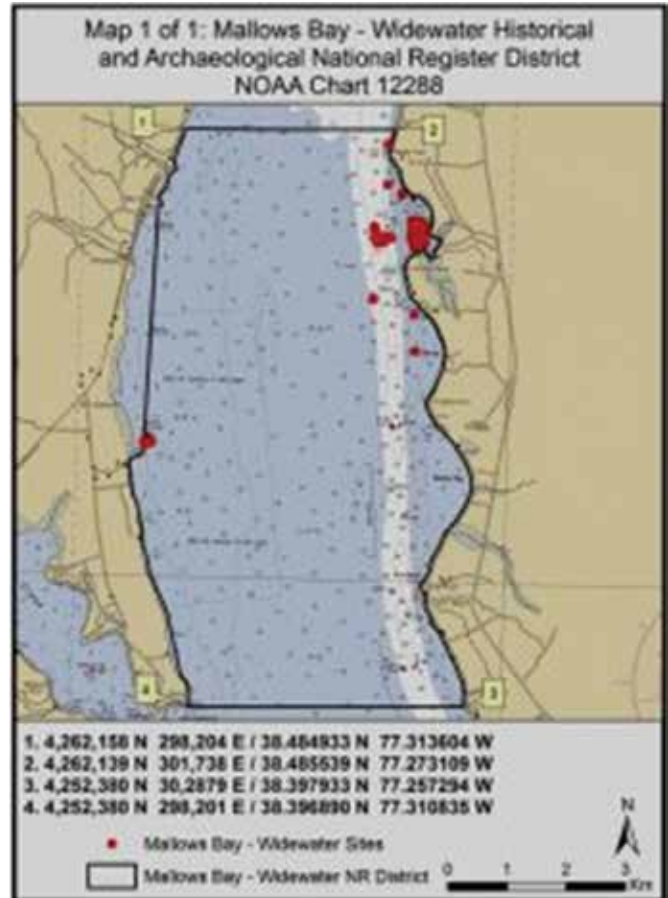 Map 1 of 1: Mallows Bay - Widewater Historical
and Archaeological National Register District
NOAA Chart 12288
1
2
4
3
1. 4,262,158 N 298,204 E / 38.484933 N 77.313604 W
2. 4,262,139 N 301,738 E / 38.485539 N 77.273109 W
3. 4,252,380 N 30,2879 E / 38.397933 N 77.257294 W
4. 4,252,380 N 298,201 E / 38.396890 N 77.310835 W
N
Mallows Bay - Widewater Sites
Mallows Bay - Widewater NR District
0 1 2 3
Km